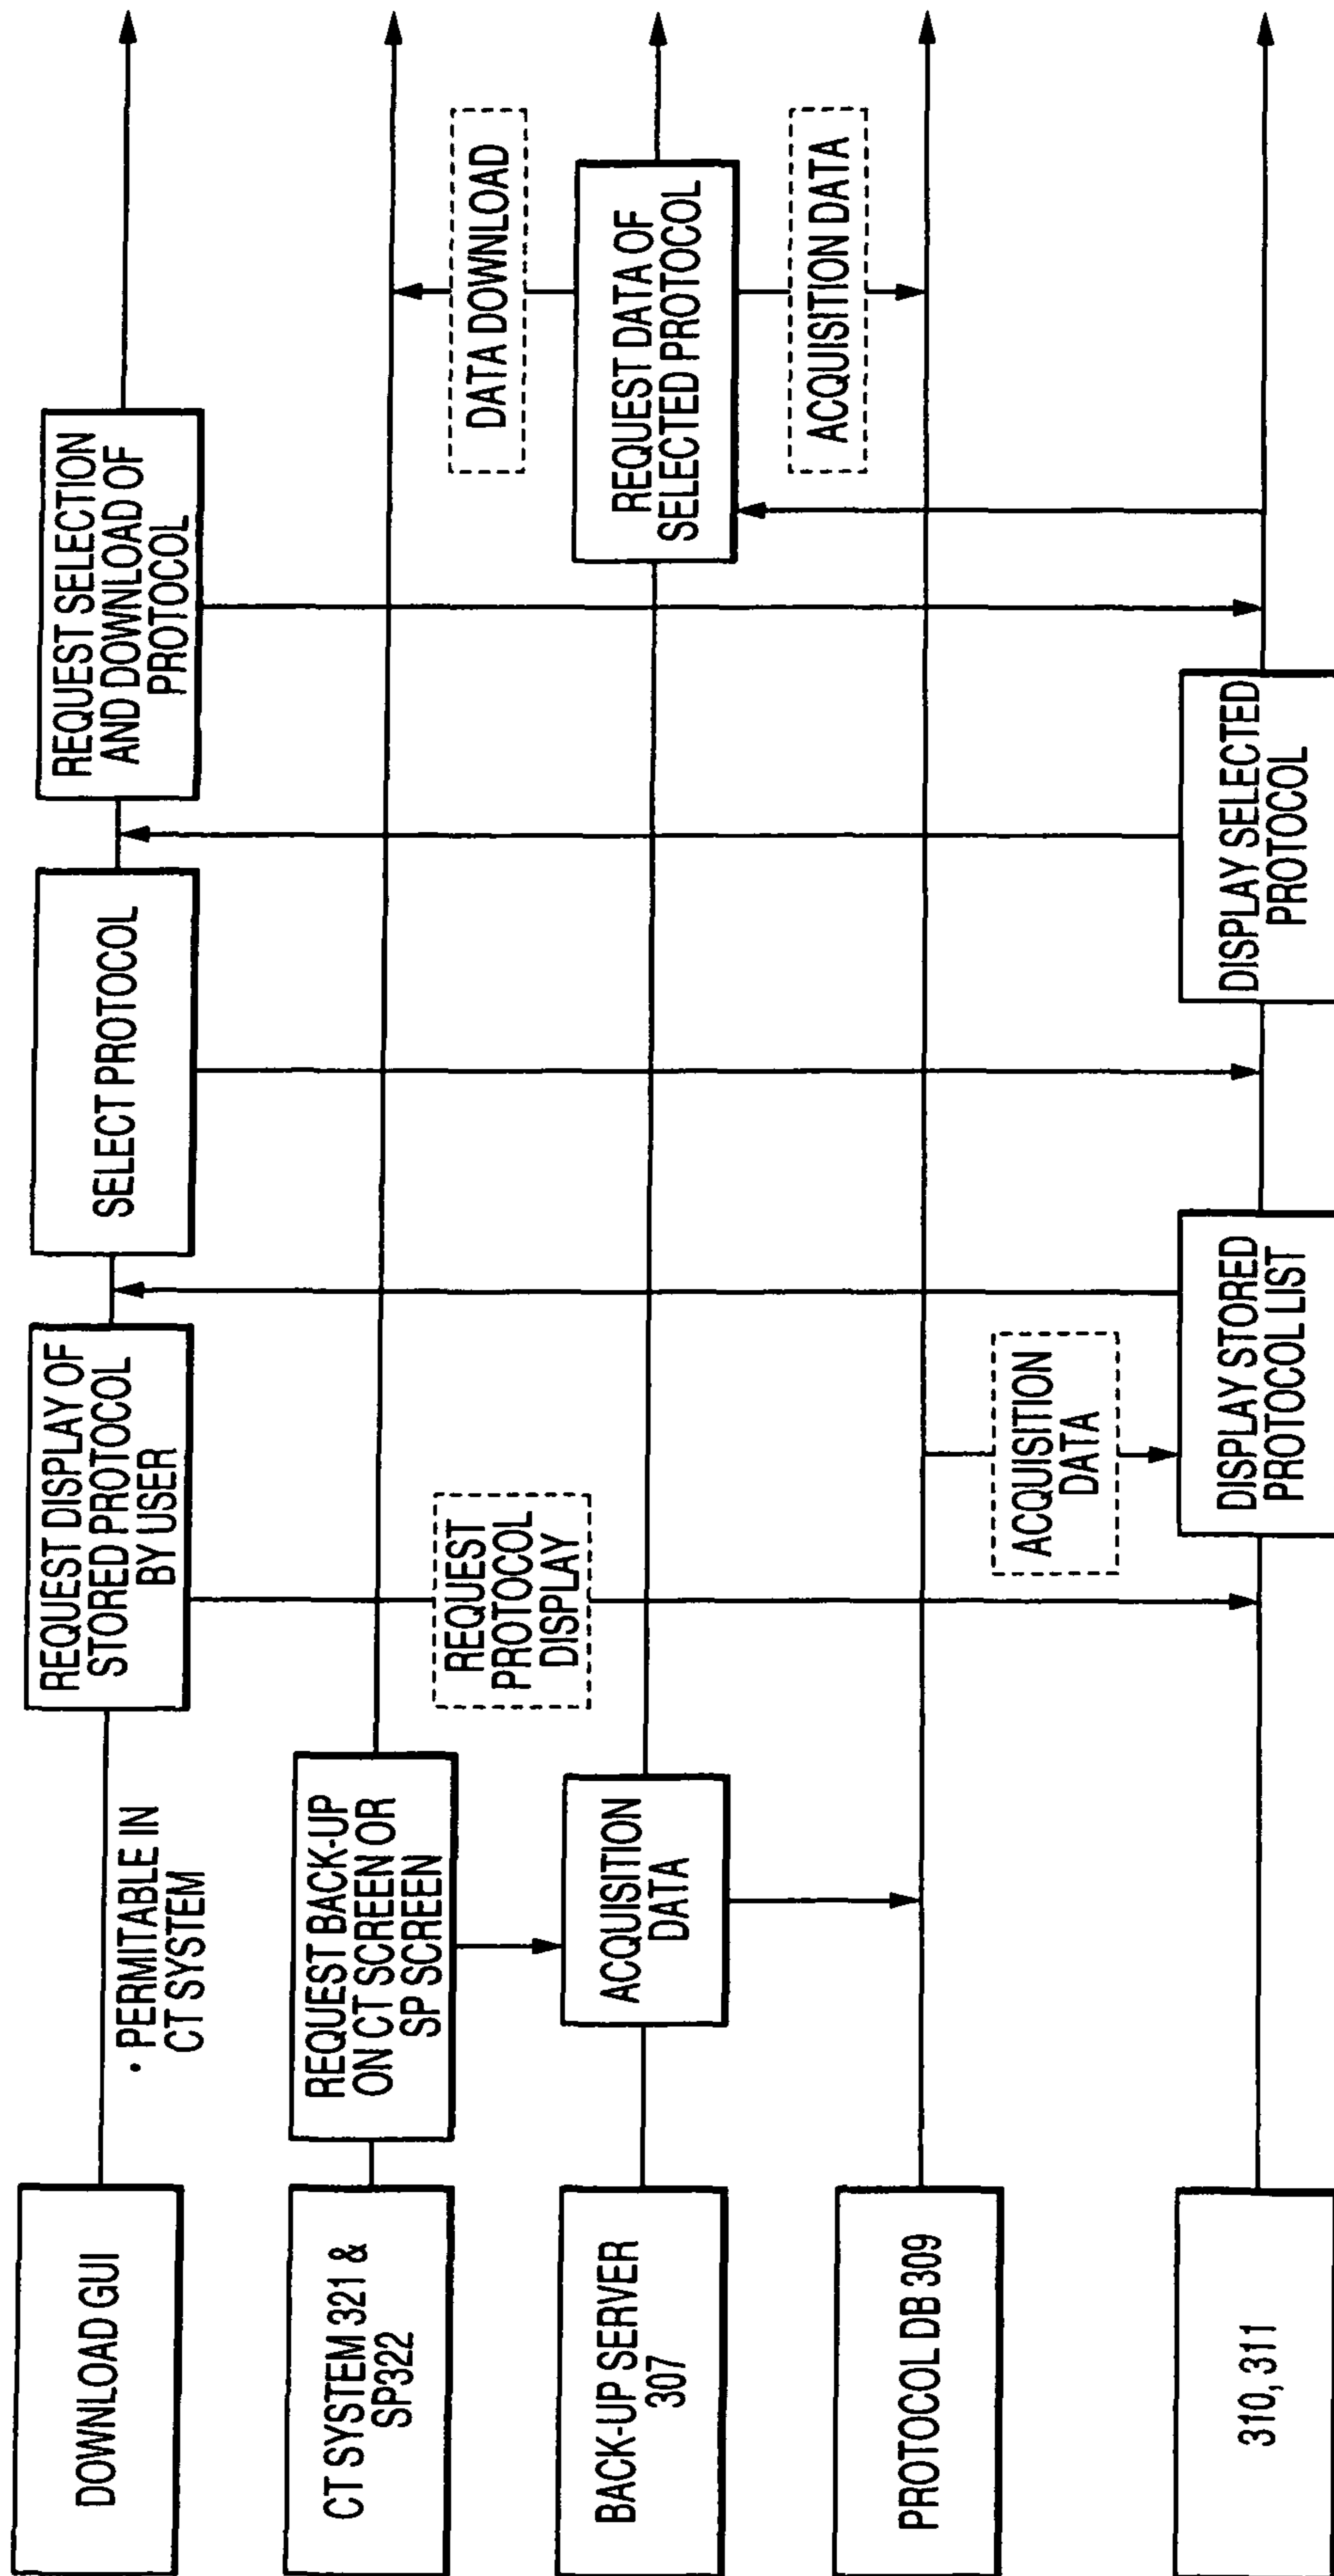 DOWNLOAD GUI
• PERMITABLE IN
CT SYSTEM
REQUEST DISPLAY OF
STORED PROTOCOL
BY USER
SELECT PROTOCOL
REQUEST SELECTION
AND DOWNLOAD OF
PROTOCOL
CT SYSTEM 321 &
SP322
REQUEST BACK-UP
ON CT SCREEN OR
SP SCREEN
REQUEST
PROTOCOL
DISPLAY
DATA DOWNLOAD
BACK-UP SERVER
307
ACQUISITION
DATA
REQUEST DATA OF
SELECTED PROTOCOL
ACQUISITION DATA
PROTOCOL DB 309
ACQUISITION
DATA
310, 311
DISPLAY STORED
PROTOCOL LIST
DISPLAY SELECTED
PROTOCOL